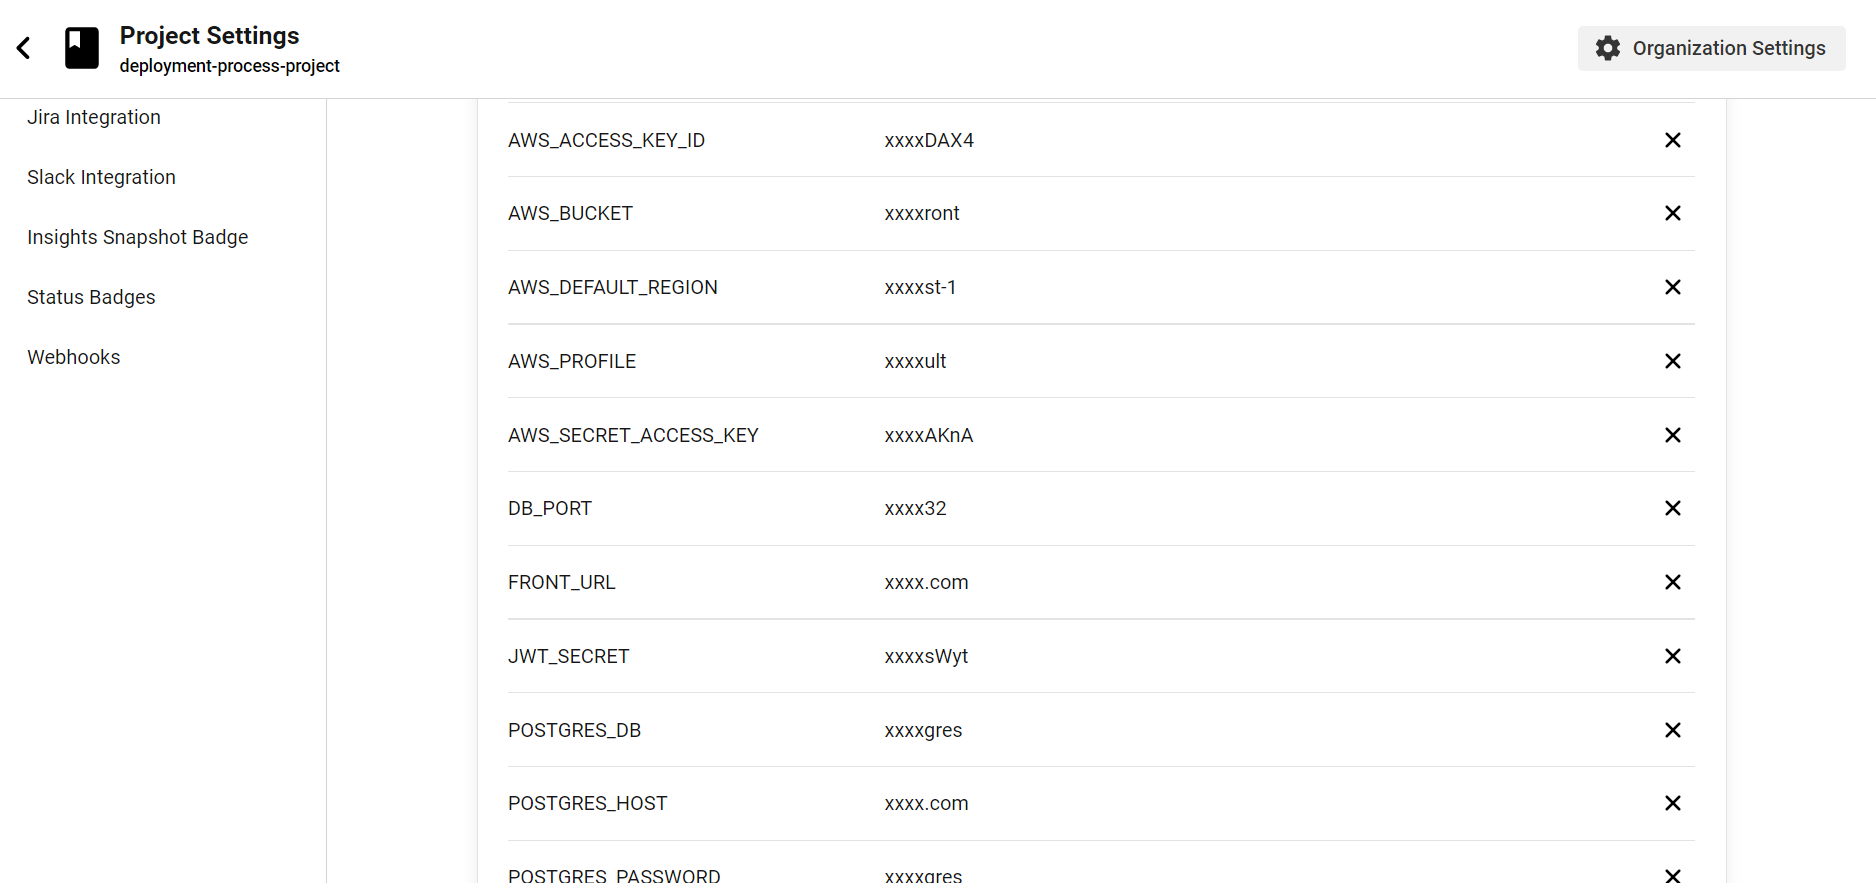 Project Settings
deployment-process-project
Organization Settings
Jira Integration
Slack Integration
Insights Snapshot Badge
Status Badges
Webhooks
AWS_ACCESS_KEY_ID xxxxDAX4
AWS_BUCKET xxxxront
AWS_DEFAULT_REGION xxxxst-1
AWS_PROFILE xxxxult
AWS_SECRET_ACCESS_KEY xxxxAKnA
DB_PORT xxxx32
FRONT_URL xxxx.com
JWT_SECRET xxxxsWyt
POSTGRES_DB xxxxgres
POSTGRES_HOST xxxx.com
POSTGRES_PASSWORD xxxxgres